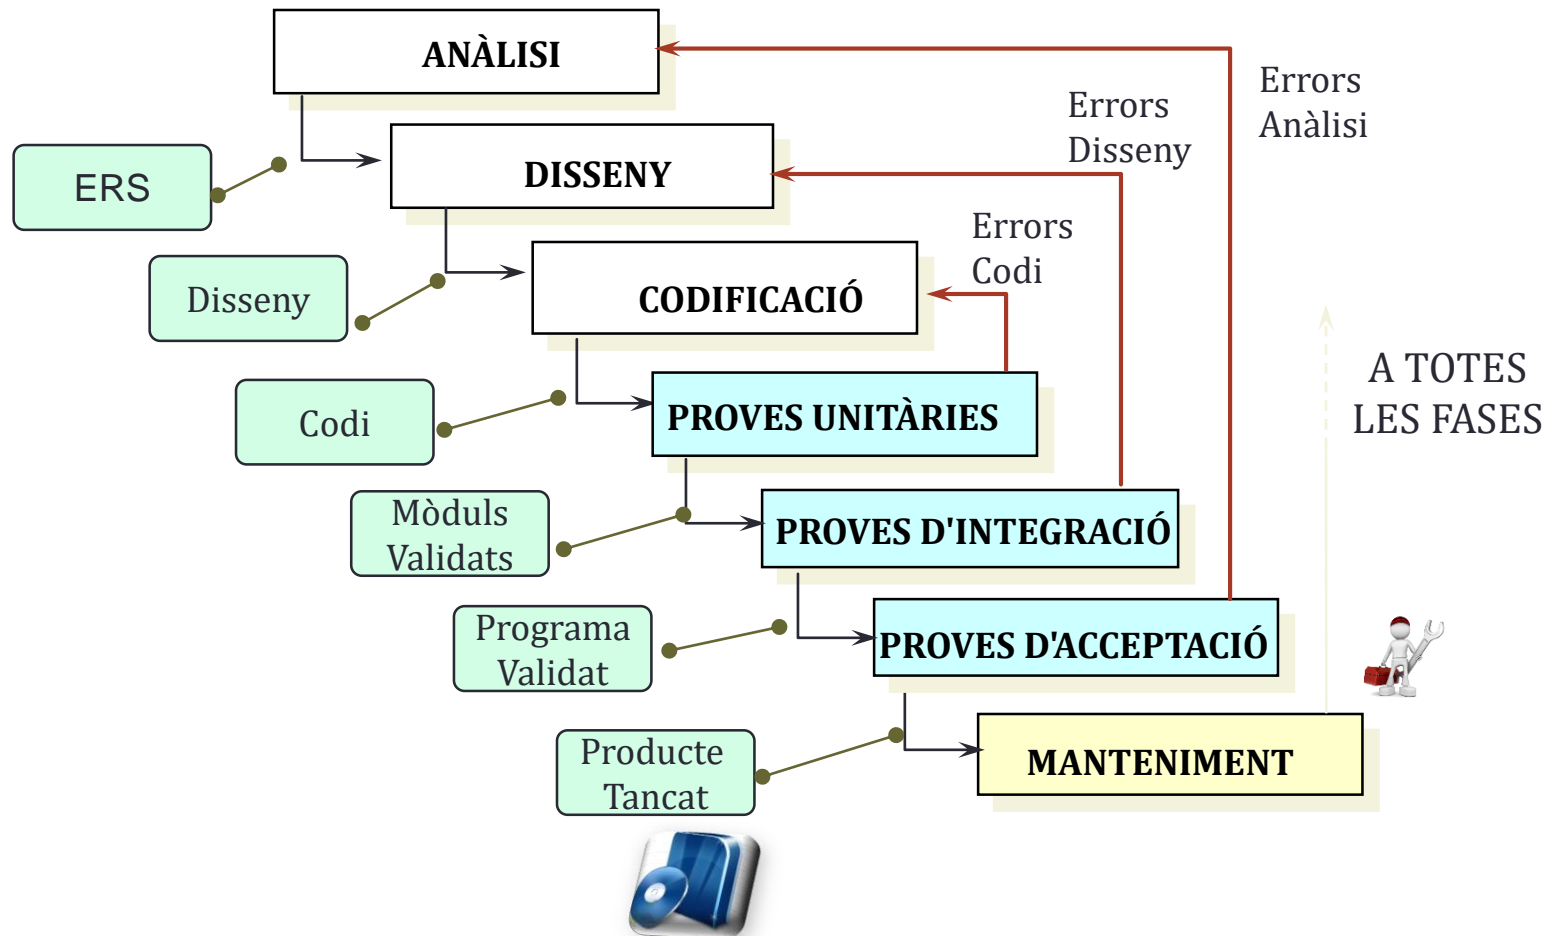 ANÀLISI
Errors
Anàlisi
Errors
Disseny
ERS
DISSENY
Errors
Codi
Disseny
CODIFICACIÓ
A TOTES
LES FASES
Codi
PROVES UNITÀRIES
Mòduls
Validats
PROVES D'INTEGRACIÓ
Programa
Validat
PROVES D'ACCEPTACIÓ
Producte
Tancat
MANTENIMENT